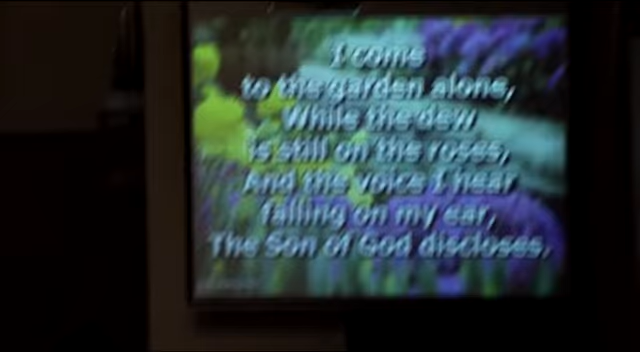 I come
to the garden alone,
While the dew
is still on the roses,
And the voice I hear
falling on my ear,
The Son of God discloses,